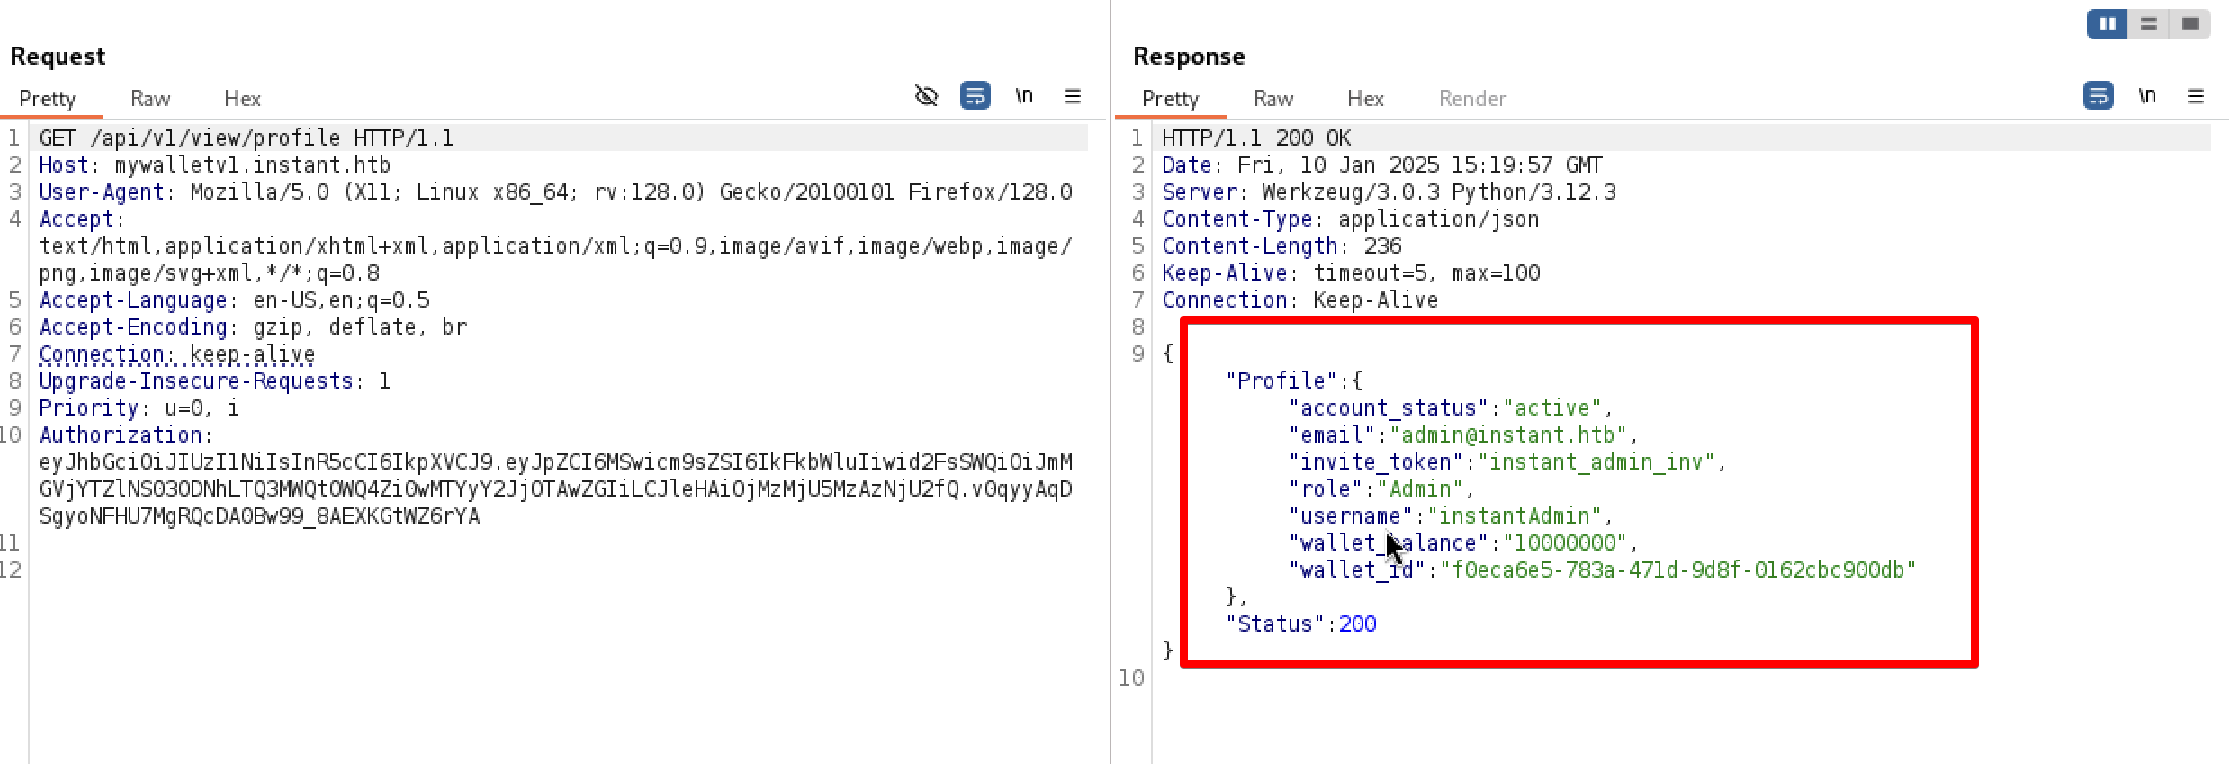 Request
Pretty Raw Hex \n
1 GET /api/v1/view/profile HTTP/1.1
2 Host: mywalletv1.instant.htb
3 User-Agent: Mozilla/5.0 (X11; Linux x86_64; rv:128.0) Gecko/20100101 Firefox/128.0
4 Accept:
text/html,application/xhtml+xml,application/xml;q=0.9,image/avif,image/webp,image/
png,image/svg+xml,*/*;q=0.8
5 Accept-Language: en-US,en;q=0.5
6 Accept-Encoding: gzip, deflate, br
7 Connection: keep-alive
8 Upgrade-Insecure-Requests: 1
9 Priority: u=0, i
10 Authorization:
eyJhbGciOiJIUzI1NiIsInR5cCI6IkpXVCJ9.eyJpZCI6MSwicm9sZSI6IkFkbWluIiwid2FsSWQiOiJmM
GVjYTZlNS03ODNhLTQ3MWQtOWQ4Zi0wMTYyY2JjOTAwZGIiLCJleHAiOjMzMjU5MzAzNjU2fQ.v0qyyAqD
SgyoNFHU7MgRQcDA0Bw99_8AEXKGtWZ6rYA
11
12
Response
Pretty Raw Hex Render \n
1 HTTP/1.1 200 OK
2 Date: Fri, 10 Jan 2025 15:19:57 GMT
3 Server: Werkzeug/3.0.3 Python/3.12.3
4 Content-Type: application/json
5 Content-Length: 236
6 Keep-Alive: timeout=5, max=100
7 Connection: Keep-Alive
8
9 {
"Profile":{
"account_status":"active",
"email":"admin@instant.htb",
"invite_token":"instant_admin_inv",
"role":"Admin",
"username":"instantAdmin",
"wallet_balance":"10000000",
"wallet_id":"f0eca6e5-783a-471d-9d8f-0162cbc900db"
},
"Status":200
}
10